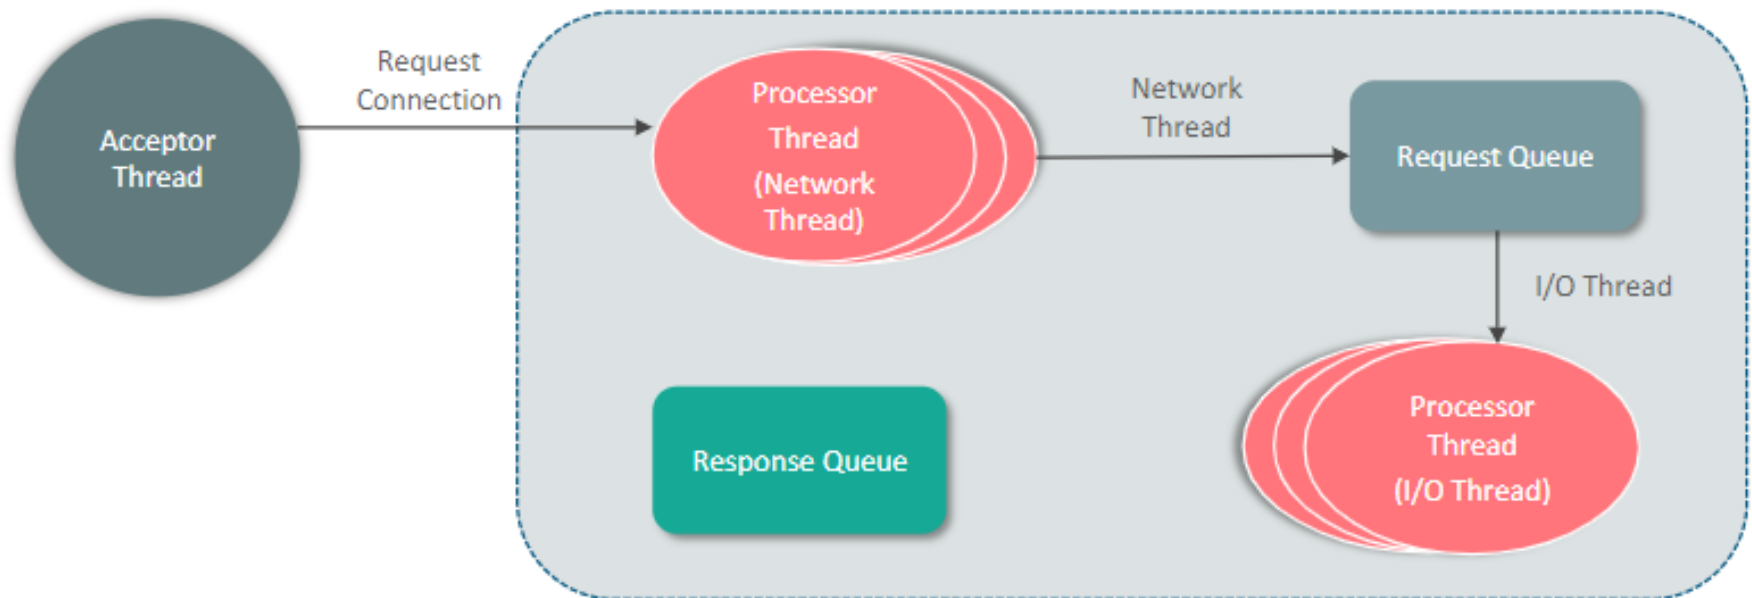 Acceptor
Thread
Request
Connection
Processor
Thread
(Network
Thread)
Network
Thread
Request Queue
I/O Thread
Response Queue
Processor
Thread
(I/O Thread)